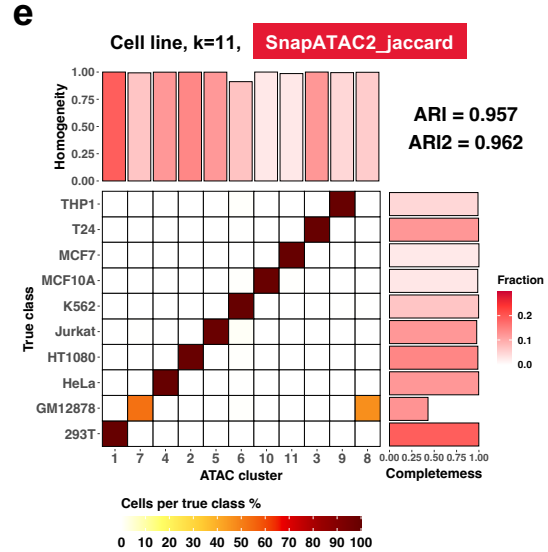 e
Cell line, k=11, SnapATAC2_jaccard
Homogeneity
1.00
0.75
0.50
0.25
0.00
ARI = 0.957
ARI2 = 0.962
True class
THP1
T24
MCF7
MCF10A
K562
Jurkat
HT1080
HeLa
GM12878
293T
1 7 4 2 5 6 10 11 3 9 8
ATAC cluster
0.00 0.25 0.50 0.75 1.00
Completemess
Fraction
0.2
0.1
0.0
Cells per true class %
0 10 20 30 40 50 60 70 80 90 100